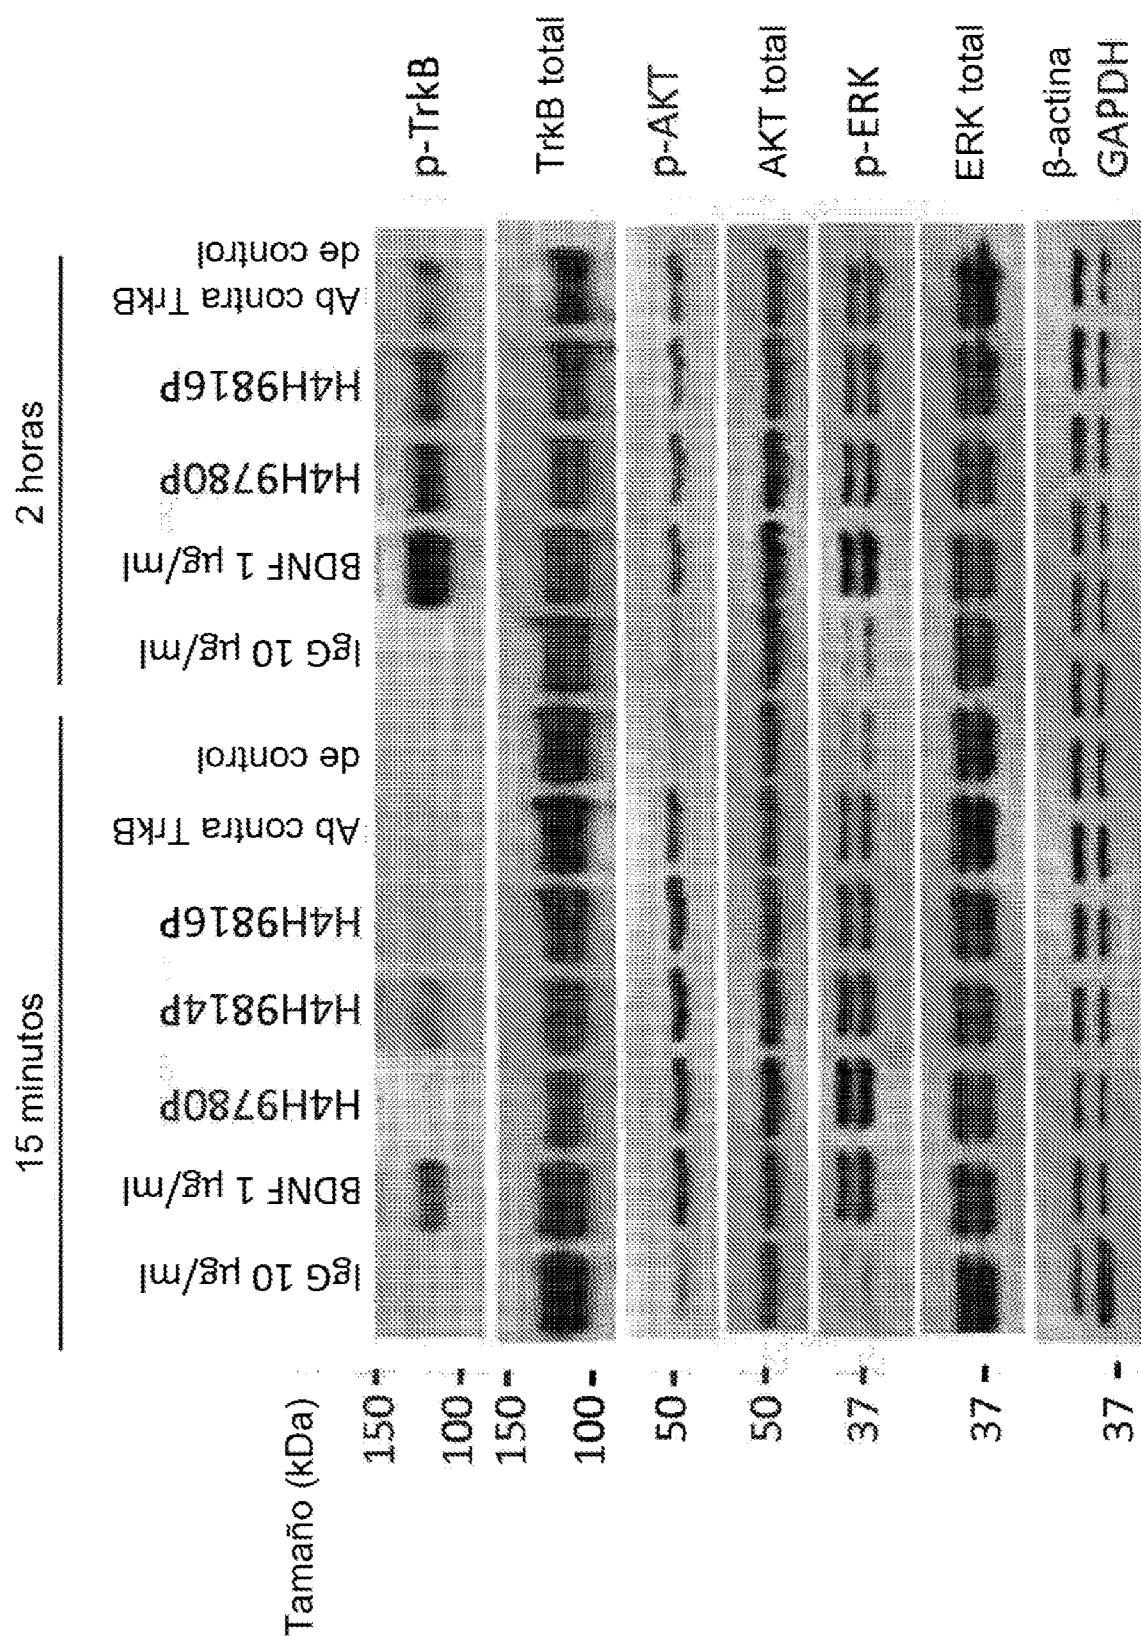 15 minutos
2 horas
IgG 10 µg/ml
BDNF 1 µg/ml
H4H9780P
H4H9814P
H4H9816P
Ab contra TrkB
de control
IgG 10 µg/ml
BDNF 1 µg/ml
H4H9780P
H4H9816P
Ab contra TrkB
de control
Tamaño (kDa)
150-
100-
p-TrkB
150-
100-
TrkB total
50-
p-AKT
50-
AKT total
37-
p-ERK
37-
ERK total
β-actina
37-
GAPDH